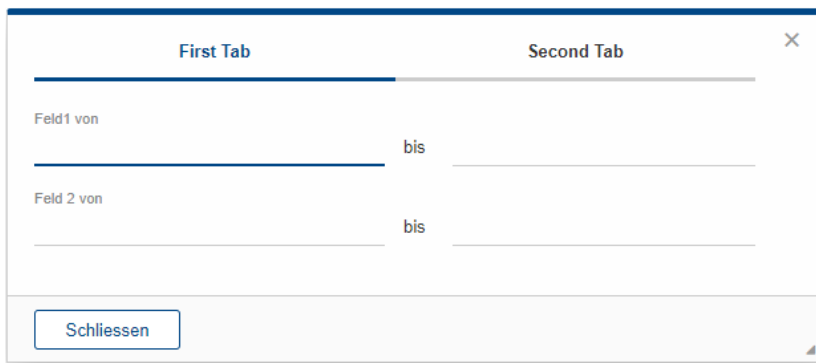 First Tab Second Tab
Feld1 von
bis
Feld 2 von
bis
Schliessen